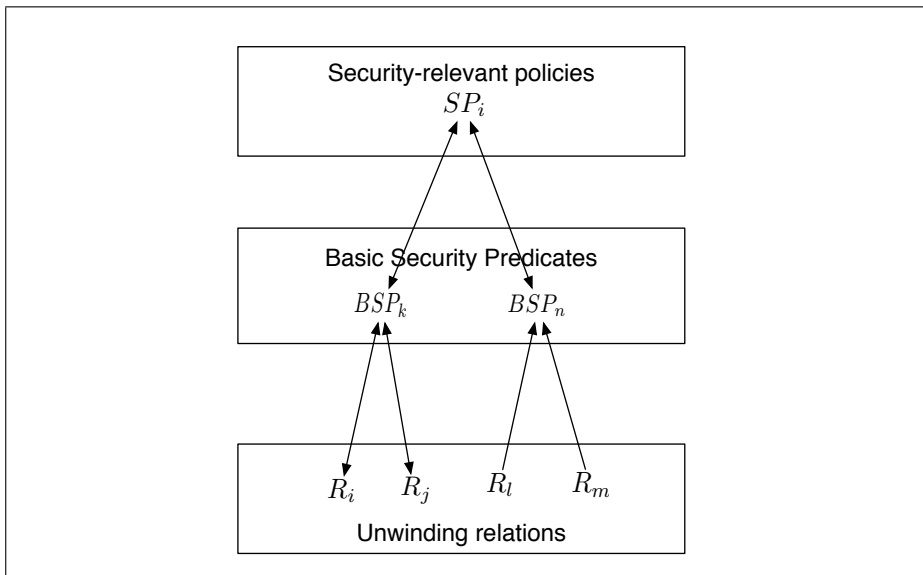 Security-relevant policies
SP_i
Basic Security Predicates
BSP_k BSP_n
R_i R_j R_l R_m
Unwinding relations